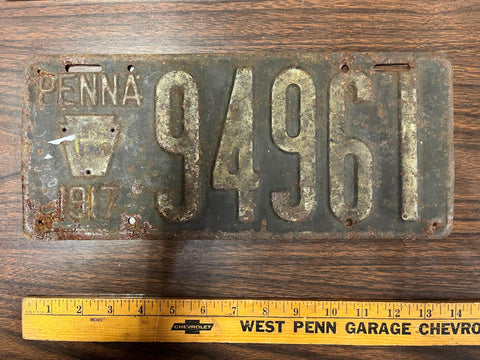 PENNA
1917
94961
1 2 3 4 5 6 7 8 9 10 11 12 13 14
INCHES
CHEVROLET
WEST PENN GARAGE CHEVRO